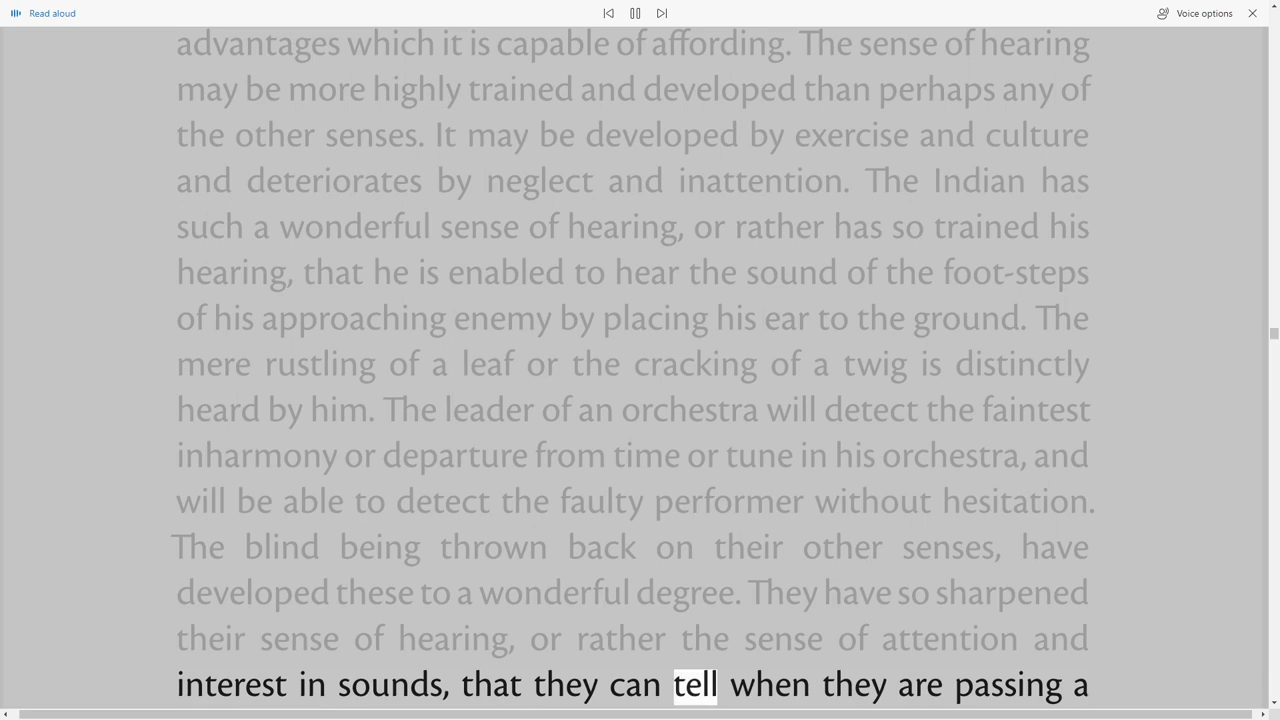 Read aloud
Voice options
advantages which it is capable of affording. The sense of hearing
may be more highly trained and developed than perhaps any of
the other senses. It may be developed by exercise and culture
and deteriorates by neglect and inattention. The Indian has
such a wonderful sense of hearing, or rather has so trained his
hearing, that he is enabled to hear the sound of the foot-steps
of his approaching enemy by placing his ear to the ground. The
mere rustling of a leaf or the cracking of a twig is distinctly
heard by him. The leader of an orchestra will detect the faintest
inharmony or departure from time or tune in his orchestra, and
will be able to detect the faulty performer without hesitation.
The blind being thrown back on their other senses, have
developed these to a wonderful degree. They have so sharpened
their sense of hearing, or rather the sense of attention and
interest in sounds, that they can tell when they are passing a